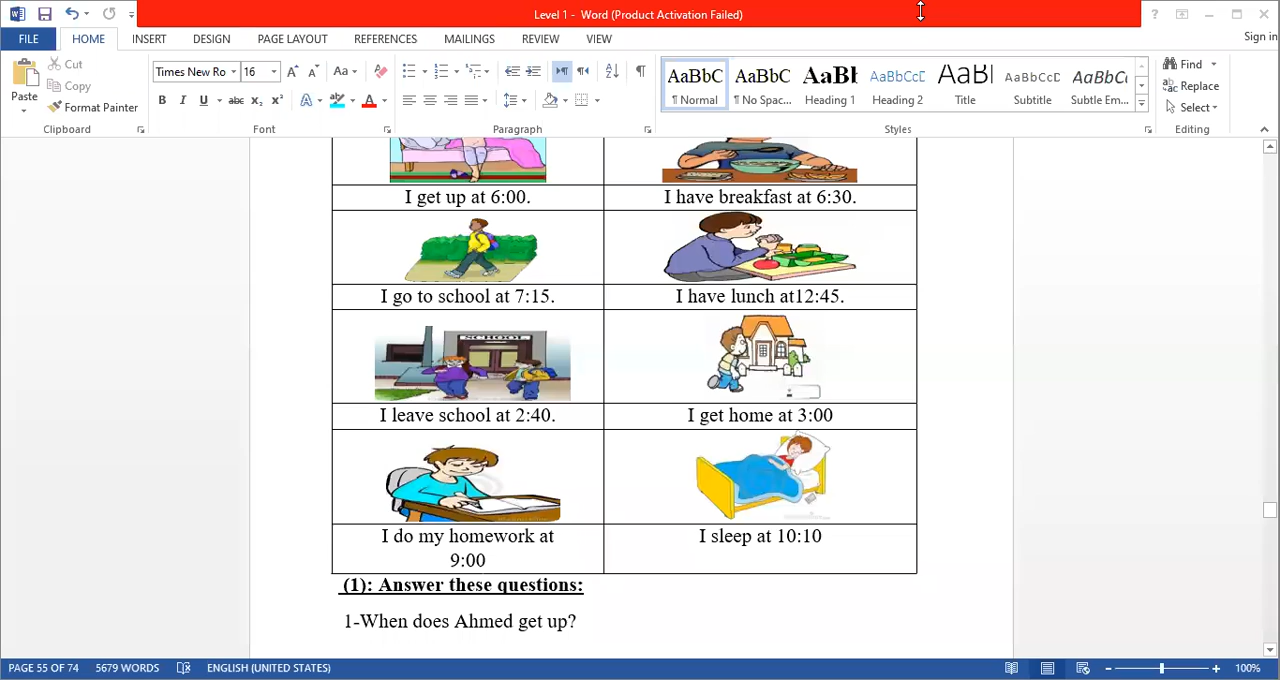 Level 1 - Word (Product Activation Failed)
Sign in
FILE HOME INSERT DESIGN PAGE LAYOUT REFERENCES MAILINGS REVIEW VIEW
Paste
Cut
Copy
Format Painter
Clipboard
Times New Ro 16
Font
Paragraph
AaBbC AaBbC AaBbI AaBbCcD AaBbI AaBbCcD AaBbCc
¶ Normal ¶ No Spac... Heading 1 Heading 2 Title Subtitle Subtle Em...
Styles
Find
Replace
Select
Editing
I get up at 6:00. I have breakfast at 6:30.
I go to school at 7:15. I have lunch at12:45.
SCHOOL
I leave school at 2:40. I get home at 3:00
I do my homework at
9:00
I sleep at 10:10
(1): Answer these questions:
1-When does Ahmed get up?
PAGE 55 OF 74 5679 WORDS ENGLISH (UNITED STATES) 100%